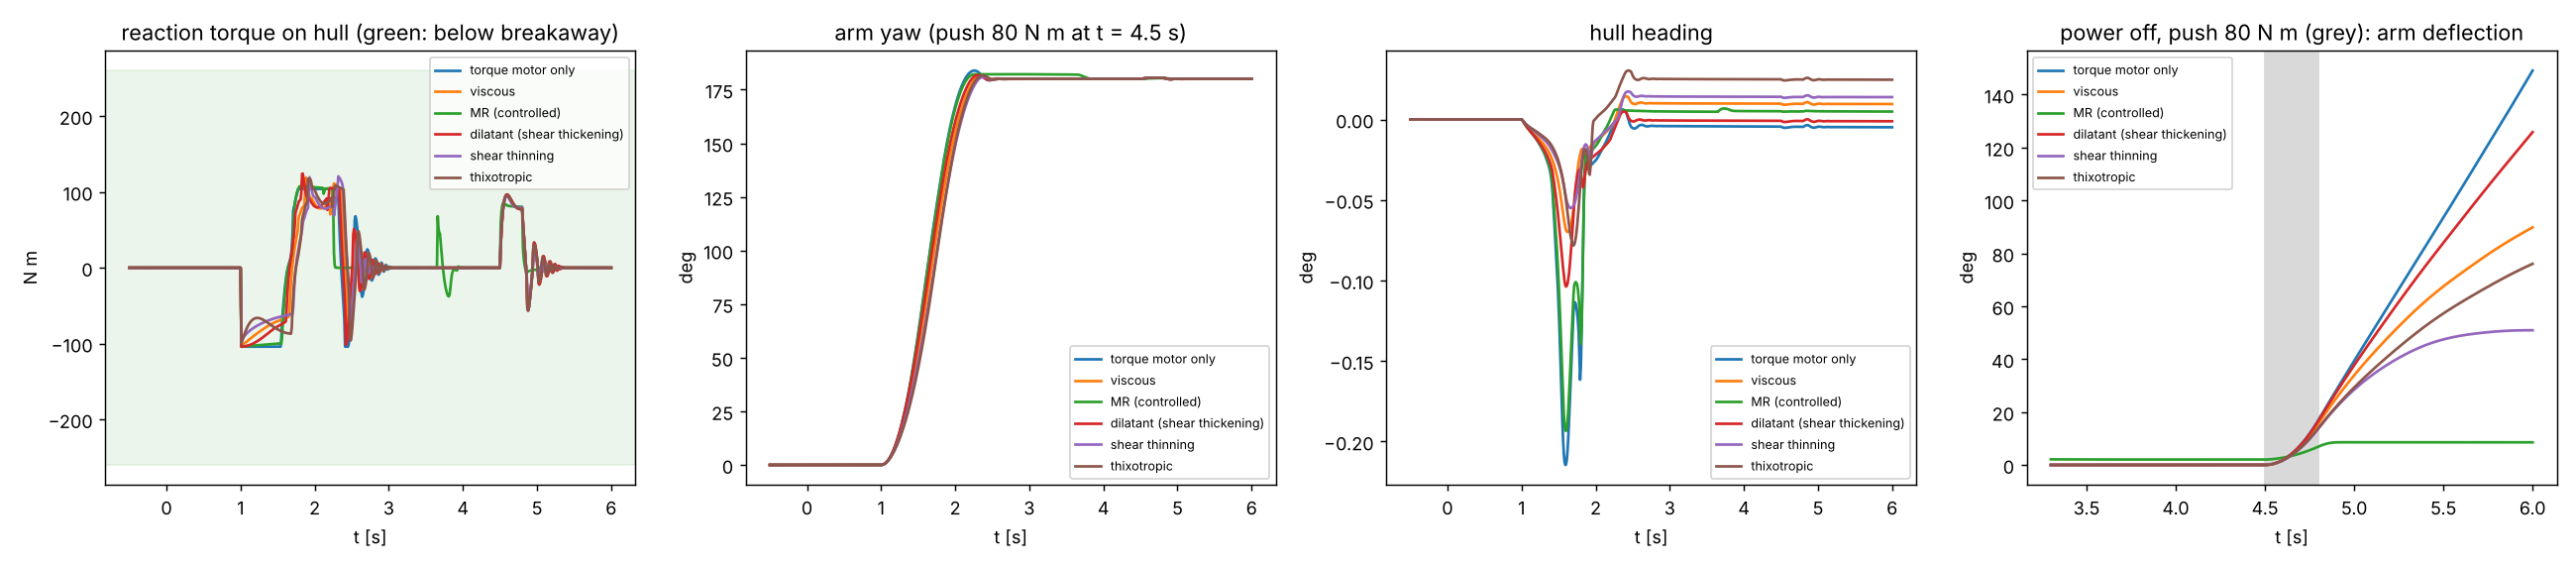 reaction torque on hull (green: below breakaway)
N m
200
100
0
−100
−200
torque motor only
viscous
MR (controlled)
dilatant (shear thickening)
shear thinning
thixotropic
0 1 2 3 4 5 6
t [s]
arm yaw (push 80 N m at t = 4.5 s)
deg
175
150
125
100
75
50
25
0
torque motor only
viscous
MR (controlled)
dilatant (shear thickening)
shear thinning
thixotropic
0 1 2 3 4 5 6
t [s]
hull heading
deg
0.00
−0.05
−0.10
−0.15
−0.20
torque motor only
viscous
MR (controlled)
dilatant (shear thickening)
shear thinning
thixotropic
0 1 2 3 4 5 6
t [s]
power off, push 80 N m (grey): arm deflection
deg
140
120
100
80
60
40
20
0
torque motor only
viscous
MR (controlled)
dilatant (shear thickening)
shear thinning
thixotropic
3.5 4.0 4.5 5.0 5.5 6.0
t [s]